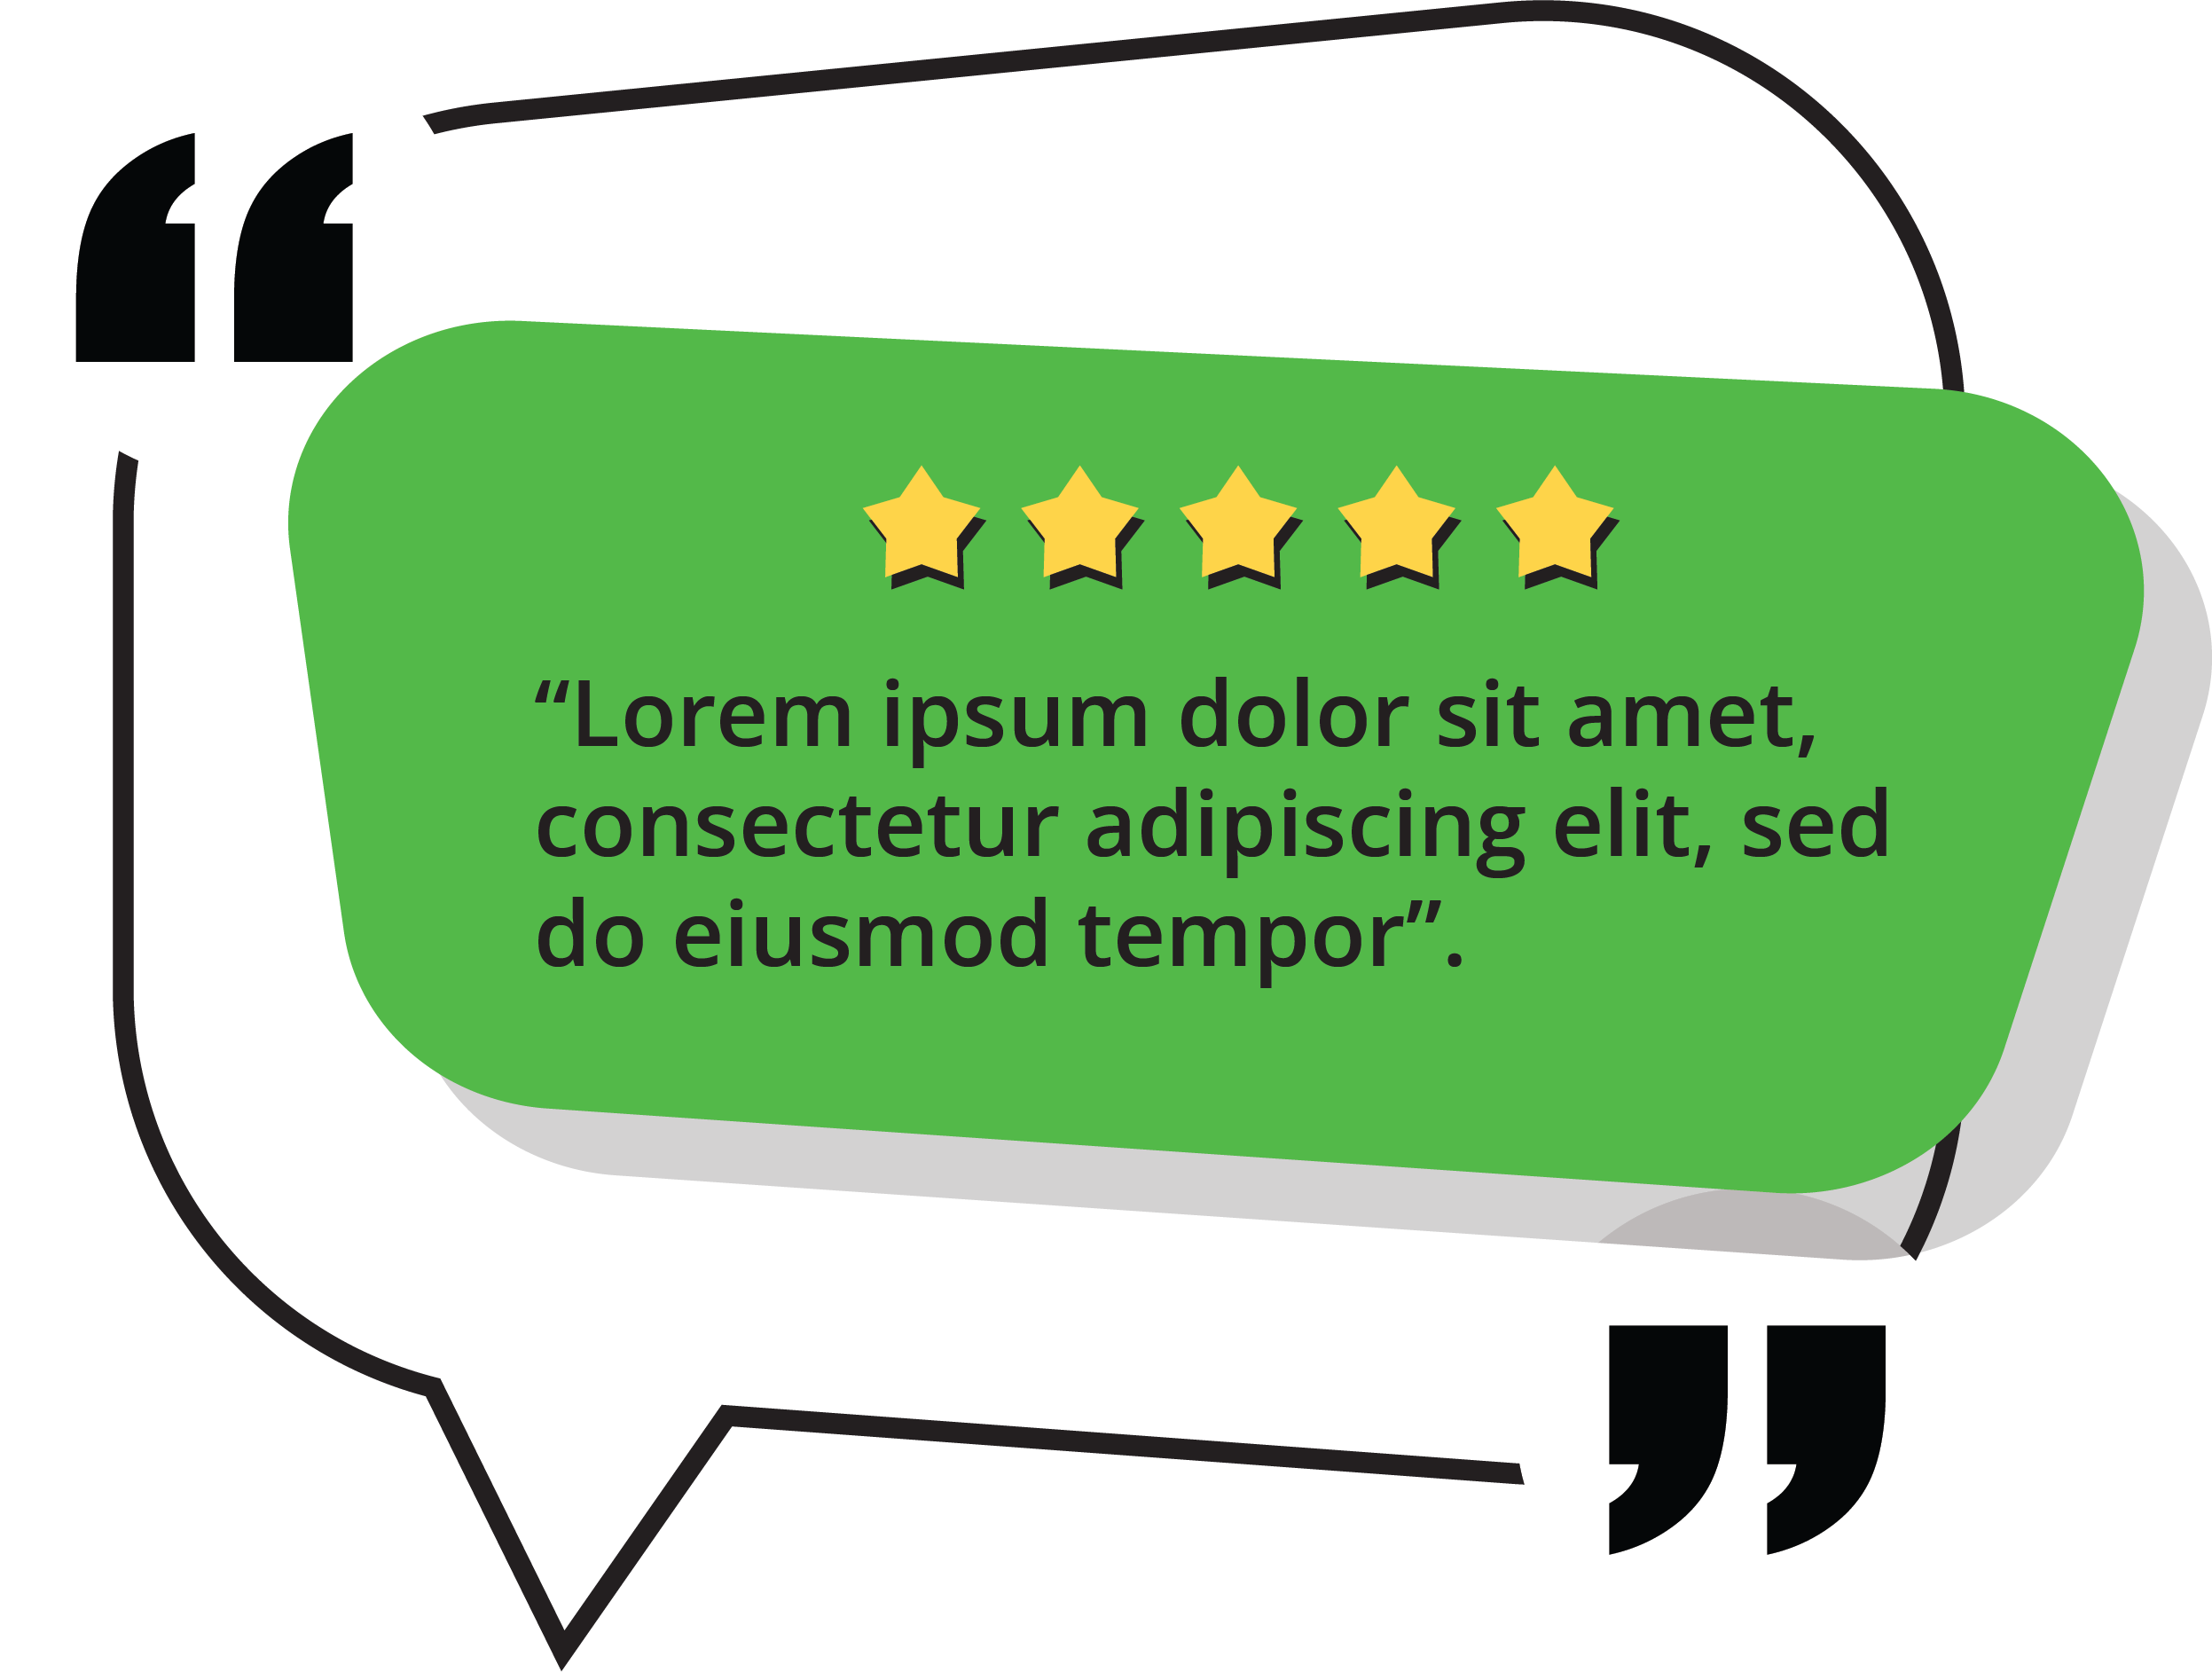 “Lorem ipsum dolor sit amet,
consectetur adipiscing elit, sed
do eiusmod tempor”.